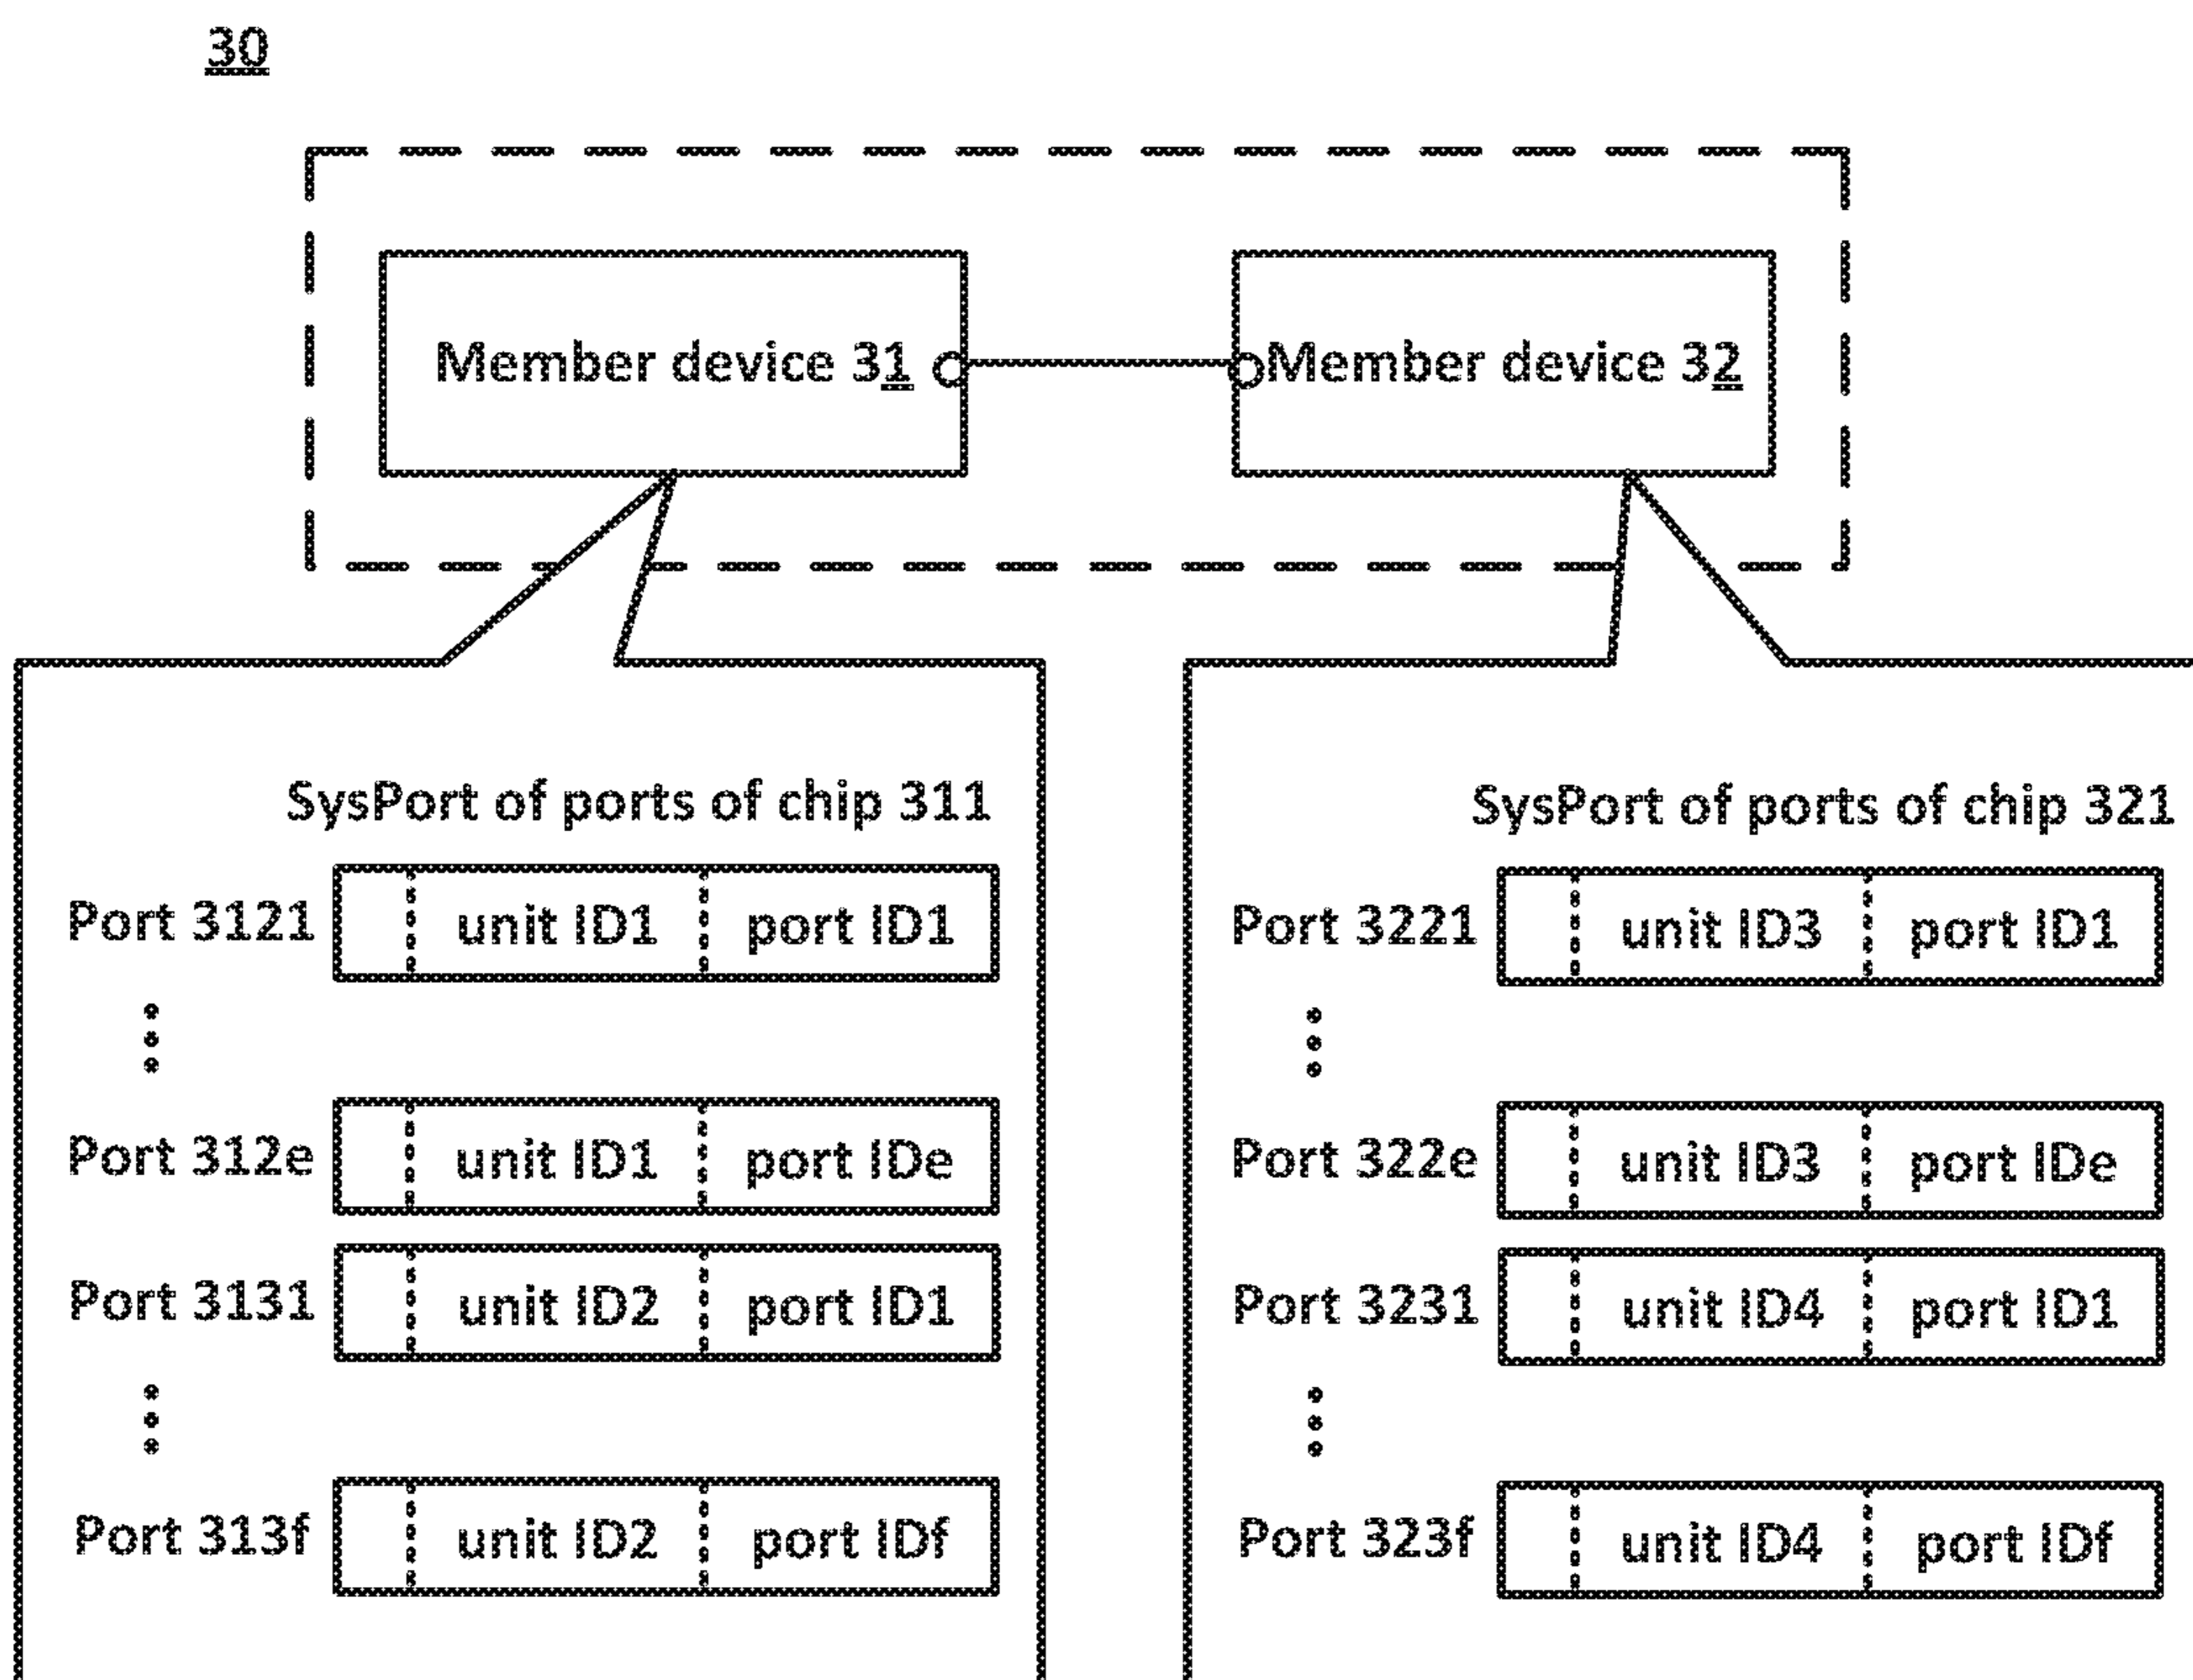 30
Member device 31
Member device 32
SysPort of ports of chip 311
Port 3121 unit ID1 port ID1
Port 312e unit ID1 port IDe
Port 3131 unit ID2 port ID1
Port 313f unit ID2 port IDf
SysPort of ports of chip 321
Port 3221 unit ID3 port ID1
Port 322e unit ID3 port IDe
Port 3231 unit ID4 port ID1
Port 323f unit ID4 port IDf